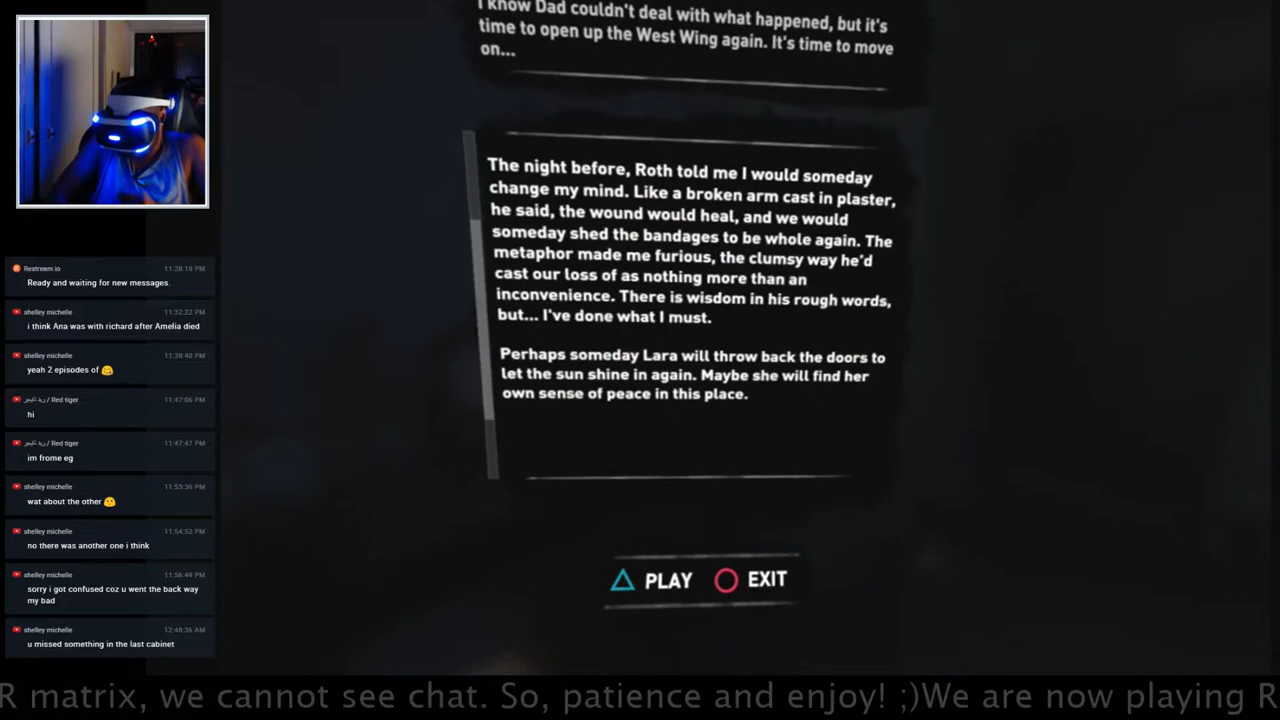 I know Dad couldn't deal with what happened, but it's
time to open up the West Wing again. It's time to move
on...
The night before, Roth told me I would someday
change my mind. Like a broken arm cast in plaster,
he said, the wound would heal, and we would
someday shed the bandages to be whole again. The
metaphor made me furious, the clumsy way he'd
cast our loss of as nothing more than an
inconvenience. There is wisdom in his rough words,
but... I've done what I must.
Perhaps someday Lara will throw back the doors to
let the sun shine in again. Maybe she will find her
own sense of peace in this place.
PLAY EXIT
Restream.io 11:28:18 PM
Ready and waiting for new messages.
shelley michelle 11:32:22 PM
i think Ana was with richard after Amelia died
shelley michelle 11:39:40 PM
yeah 2 episodes of 🤗
/ Red tiger 11:47:06 PM
hi
/ Red tiger 11:47:47 PM
im frome eg
shelley michelle 11:53:36 PM
wat about the other
shelley michelle 11:54:52 PM
no there was another one i think
shelley michelle 11:56:49 PM
sorry i got confused coz u went the back way
my bad
shelley michelle 12:48:36 AM
u missed something in the last cabinet
R matrix, we cannot see chat. So, patience and enjoy! ;)We are now playing R